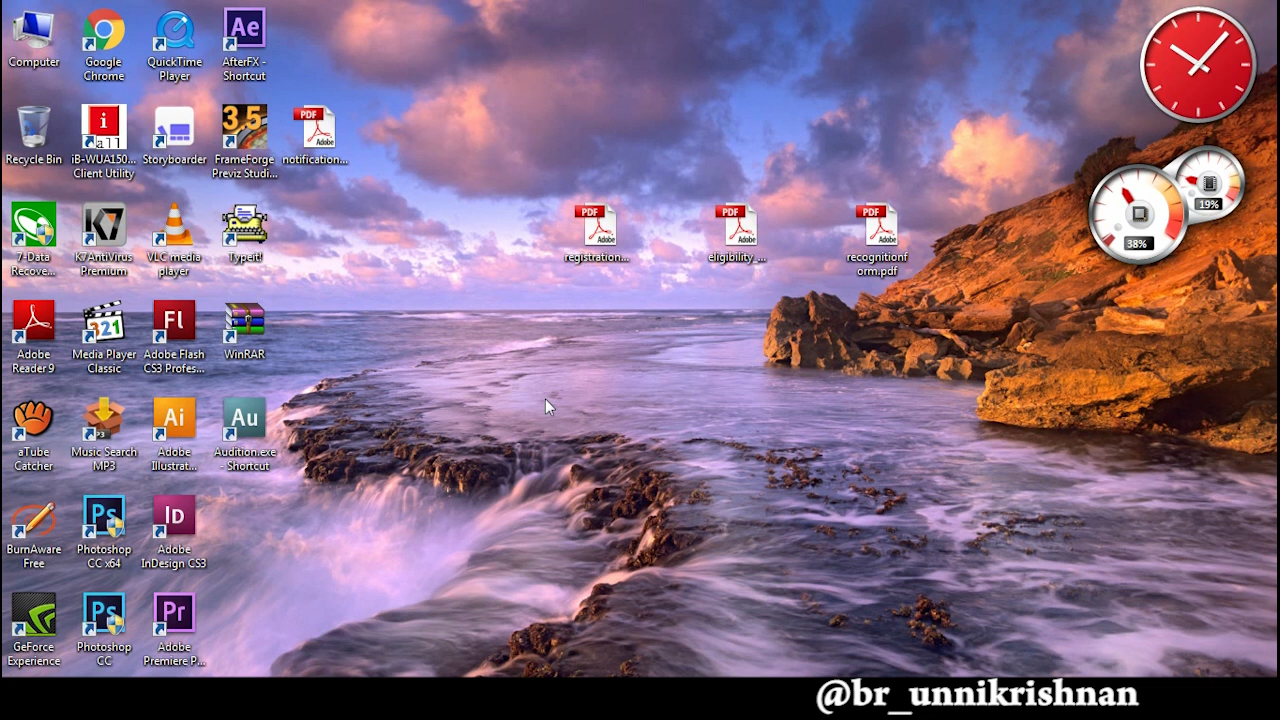 Computer
Google
Chrome
QuickTime
Player
Ae
AfterFX -
Shortcut
Recycle Bin
i
all
iB-WUA150...
Client Utility
Storyboarder
3.5
FrameForge
Previz Studi...
PDF
Adobe
notification...
7-Data
Recove...
K7
K7AntiVirus
Premium
VLC media
player
TypeIt!
PDF
Adobe
registration...
PDF
Adobe
eligibility_...
PDF
Adobe
recognitionf
orm.pdf
38%
19%
Adobe
Reader 9
321
Media Player
Classic
Fl
Adobe Flash
CS3 Profes...
WinRAR
aTube
Catcher
MP3
Music Search
MP3
Ai
Adobe
Illustrat...
Au
Audition.exe
- Shortcut
BurnAware
Free
Ps
Photoshop
CC x64
ID
Adobe
InDesign CS3
GeForce
Experience
Ps
Photoshop
CC
Pr
Adobe
Premiere P...
@br_unnikrishnan